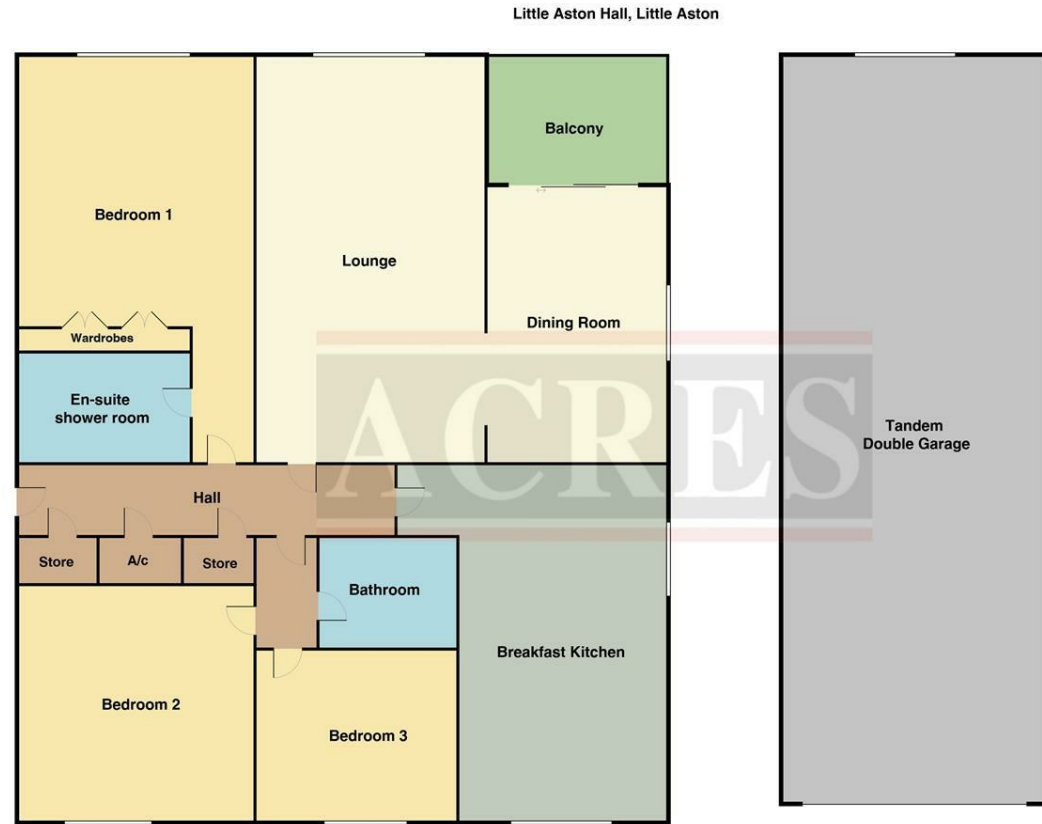 Little Aston Hall, Little Aston
Balcony
Bedroom 1
Lounge
Dining Room
Wardrobes
En-suite
shower room
ACRES
Tandem
Double Garage
Hall
Store
A/c
Store
Bathroom
Breakfast Kitchen
Bedroom 2
Bedroom 3